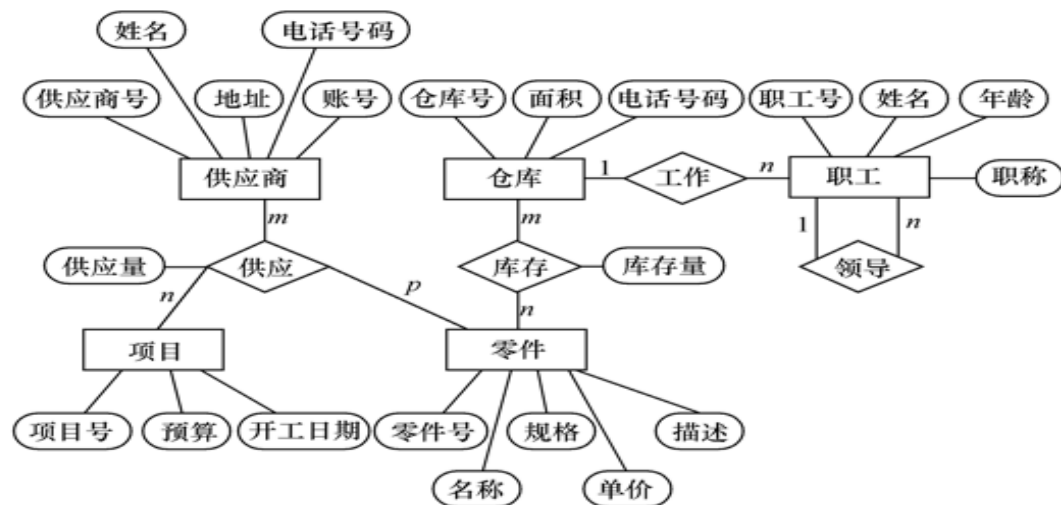 姓名 电话号码
供应商号 地址 账号 仓库号 面积 电话号码 职工号 姓名 年龄
供应商 仓库 1 工作 n 职工 职称
m m 1 n
供应量 供应 库存 库存量 领导
n p n
项目 零件
项目号 预算 开工日期 零件号 规格 描述
名称 单价